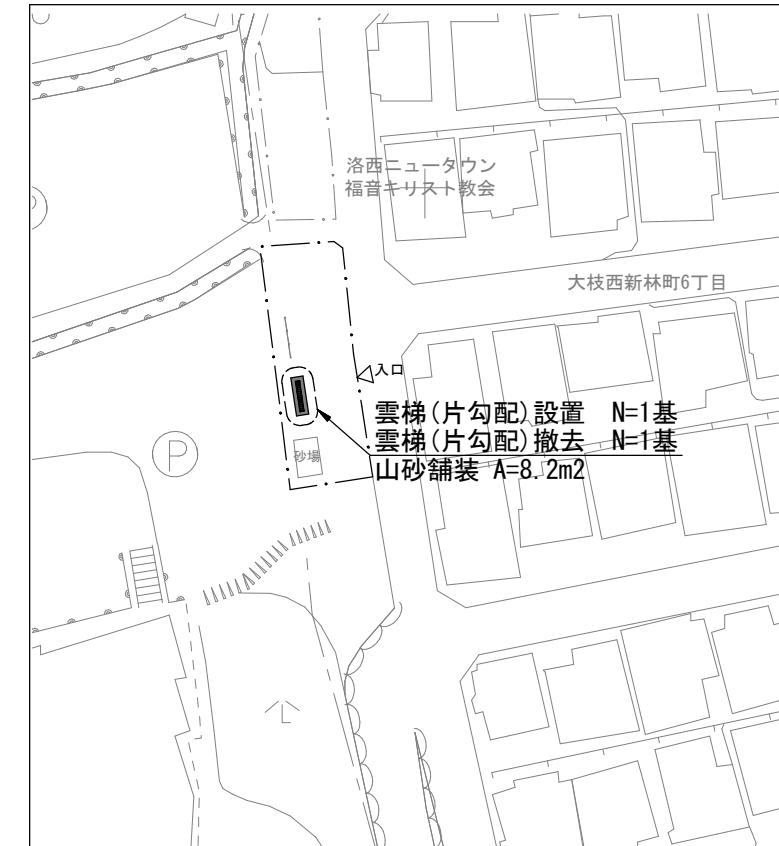 洛西ニュータウン
福音キリスト教会
大枝西新林町6丁目
入口
雲梯(片勾配)設置 N=1基
雲梯(片勾配)撤去 N=1基
山砂舗装 A=8.2m2
砂場
P